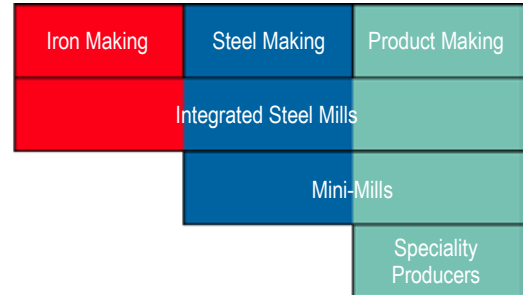 Iron Making
Steel Making
Product Making
Integrated Steel Mills
Mini-Mills
Speciality
Producers